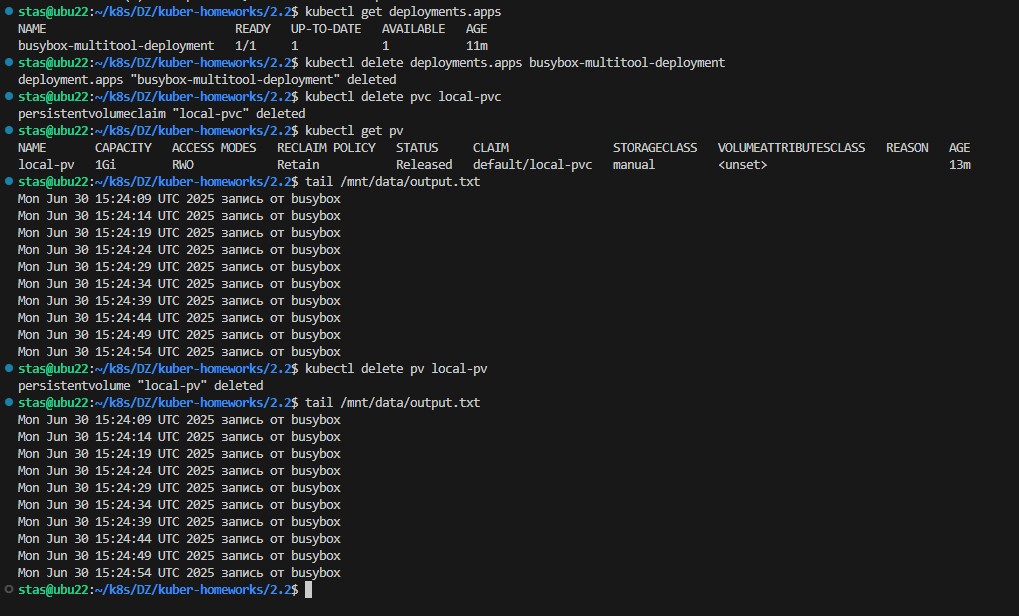 stas@ubu22:~/k8s/DZ/kuber-homeworks/2.2$ kubectl get deployments.apps
NAME                            READY   UP-TO-DATE   AVAILABLE   AGE
busybox-multitool-deployment   1/1     1            1           11m
stas@ubu22:~/k8s/DZ/kuber-homeworks/2.2$ kubectl delete deployments.apps busybox-multitool-deployment
deployment.apps "busybox-multitool-deployment" deleted
stas@ubu22:~/k8s/DZ/kuber-homeworks/2.2$ kubectl delete pvc local-pvc
persistentvolumeclaim "local-pvc" deleted
stas@ubu22:~/k8s/DZ/kuber-homeworks/2.2$ kubectl get pv
NAME       CAPACITY   ACCESS MODES   RECLAIM POLICY   STATUS     CLAIM               STORAGECLASS   VOLUMEATTRIBUTESCLASS   REASON   AGE
local-pv   1Gi        RWO            Retain           Released   default/local-pvc   manual         <unset>                          13m
stas@ubu22:~/k8s/DZ/kuber-homeworks/2.2$ tail /mnt/data/output.txt
Mon Jun 30 15:24:09 UTC 2025 запись от busybox
Mon Jun 30 15:24:14 UTC 2025 запись от busybox
Mon Jun 30 15:24:19 UTC 2025 запись от busybox
Mon Jun 30 15:24:24 UTC 2025 запись от busybox
Mon Jun 30 15:24:29 UTC 2025 запись от busybox
Mon Jun 30 15:24:34 UTC 2025 запись от busybox
Mon Jun 30 15:24:39 UTC 2025 запись от busybox
Mon Jun 30 15:24:44 UTC 2025 запись от busybox
Mon Jun 30 15:24:49 UTC 2025 запись от busybox
Mon Jun 30 15:24:54 UTC 2025 запись от busybox
stas@ubu22:~/k8s/DZ/kuber-homeworks/2.2$ kubectl delete pv local-pv
persistentvolume "local-pv" deleted
stas@ubu22:~/k8s/DZ/kuber-homeworks/2.2$ tail /mnt/data/output.txt
Mon Jun 30 15:24:09 UTC 2025 запись от busybox
Mon Jun 30 15:24:14 UTC 2025 запись от busybox
Mon Jun 30 15:24:19 UTC 2025 запись от busybox
Mon Jun 30 15:24:24 UTC 2025 запись от busybox
Mon Jun 30 15:24:29 UTC 2025 запись от busybox
Mon Jun 30 15:24:34 UTC 2025 запись от busybox
Mon Jun 30 15:24:39 UTC 2025 запись от busybox
Mon Jun 30 15:24:44 UTC 2025 запись от busybox
Mon Jun 30 15:24:49 UTC 2025 запись от busybox
Mon Jun 30 15:24:54 UTC 2025 запись от busybox
stas@ubu22:~/k8s/DZ/kuber-homeworks/2.2$